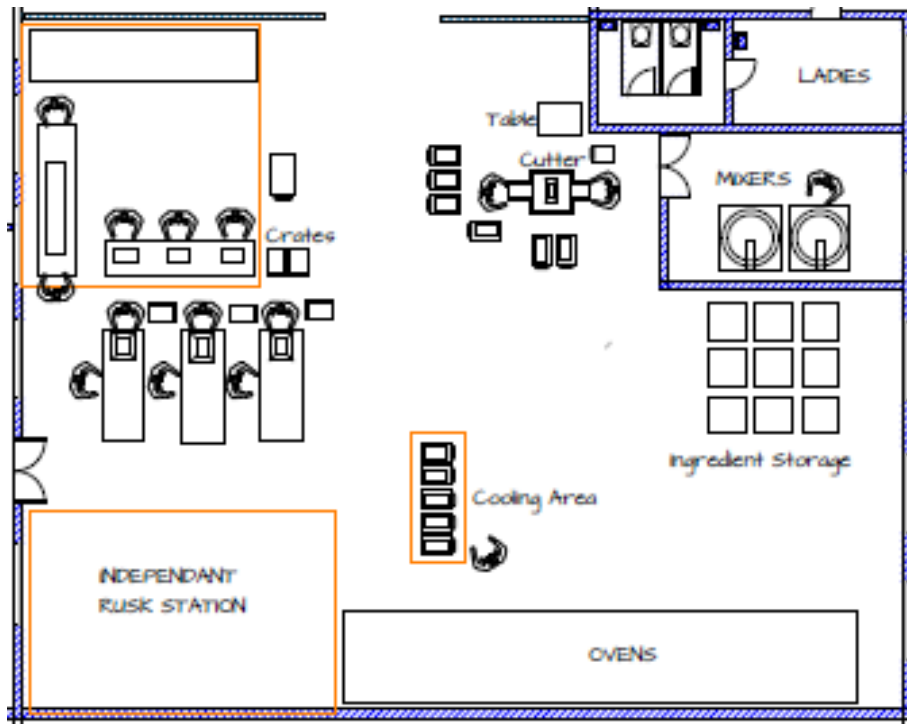 LADIES
Table
Cutter
MIXERS
Crates
Ingredient Storage
Cooling Area
INDEPENDANT
RUSK STATION
OVENS